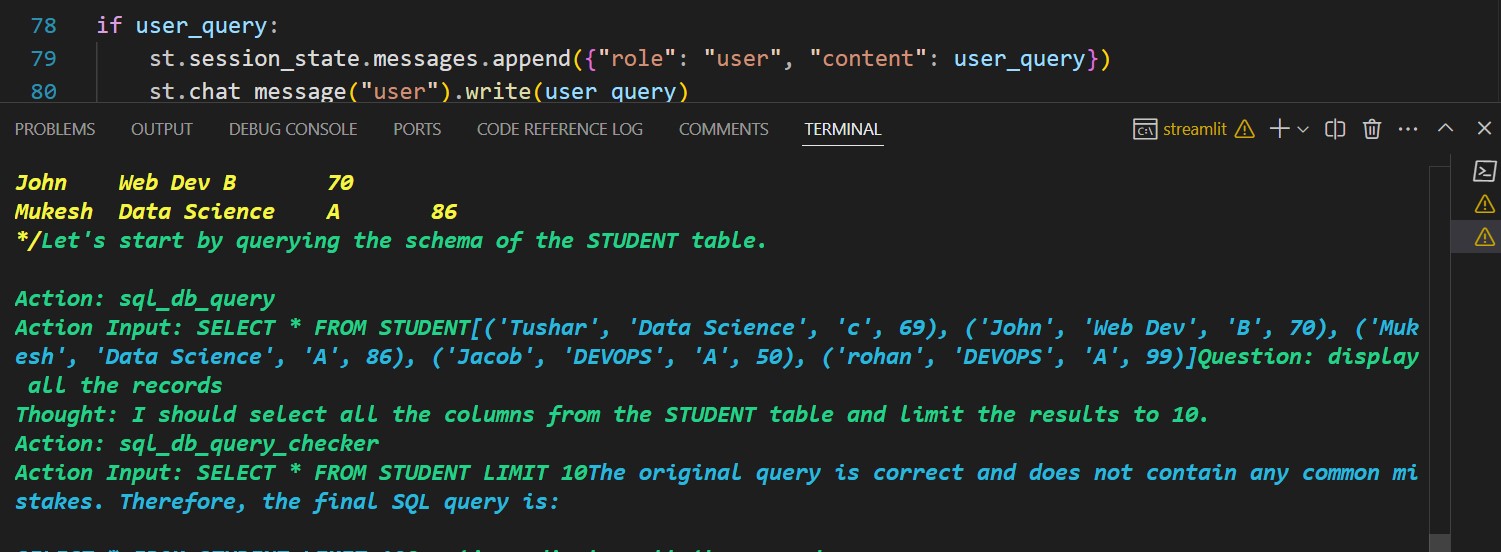 78 if user_query:
79 st.session_state.messages.append({"role": "user", "content": user_query})
80 st.chat_message("user").write(user_query)
PROBLEMS OUTPUT DEBUG CONSOLE PORTS CODE REFERENCE LOG COMMENTS TERMINAL streamlit
John Web Dev B 70
Mukesh Data Science A 86
*/Let's start by querying the schema of the STUDENT table.
Action: sql_db_query
Action Input: SELECT * FROM STUDENT[('Tushar', 'Data Science', 'c', 69), ('John', 'Web Dev', 'B', 70), ('Muk
esh', 'Data Science', 'A', 86), ('Jacob', 'DEVOPS', 'A', 50), ('rohan', 'DEVOPS', 'A', 99)]Question: display
all the records
Thought: I should select all the columns from the STUDENT table and limit the results to 10.
Action: sql_db_query_checker
Action Input: SELECT * FROM STUDENT LIMIT 10The original query is correct and does not contain any common mi
stakes. Therefore, the final SQL query is: